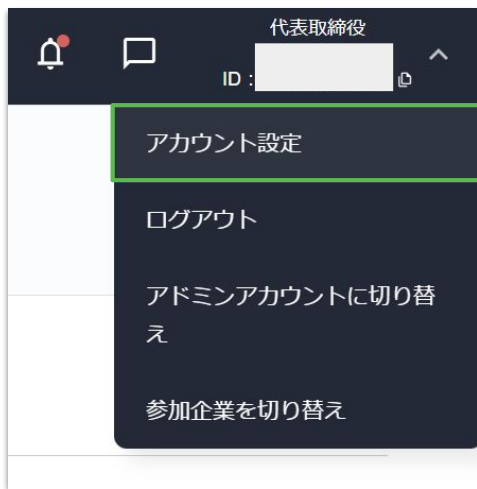 代表取締役
ID :
アカウント設定
ログアウト
アドミンアカウントに切り替
え
参加企業を切り替え